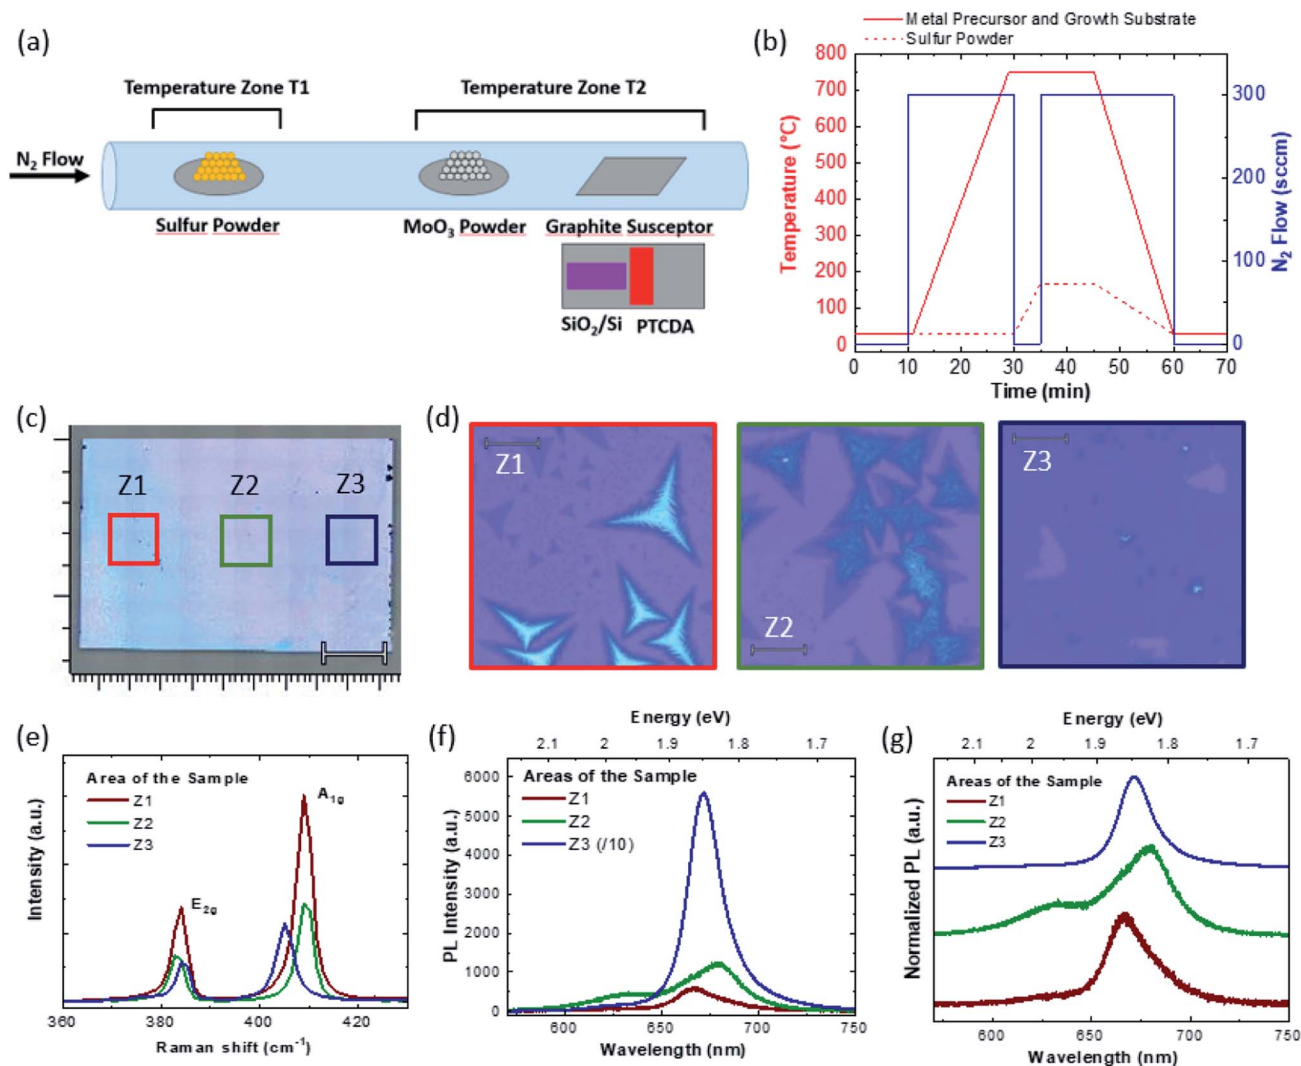 (a)
Temperature Zone T1
Temperature Zone T2
N₂ Flow
Sulfur Powder
MoO₃ Powder
Graphite Susceptor
SiO₂/Si
PTCDA
(b)
Metal Precursor and Growth Substrate
Sulfur Powder
Temperature (°C)
800
700
600
500
400
300
200
100
0
N₂ Flow (sccm)
300
200
100
0
0 10 20 30 40 50 60 70
Time (min)
(c)
Z1 Z2 Z3
(d)
Z1
Z2
Z3
(e)
Area of the Sample
Z1
Z2
Z3
E2g
A1g
Intensity (a.u.)
360 380 400 420
Raman shift (cm⁻¹)
(f)
Energy (eV)
2.1 2 1.9 1.8 1.7
Areas of the Sample
Z1
Z2
Z3 (/10)
PL Intensity (a.u.)
6000
5000
4000
3000
2000
1000
0
600 650 700 750
Wavelength (nm)
(g)
Energy (eV)
2.1 2 1.9 1.8 1.7
Areas of the Sample
Z1
Z2
Z3
Normalized PL (a.u.)
600 650 700 750
Wavelength (nm)